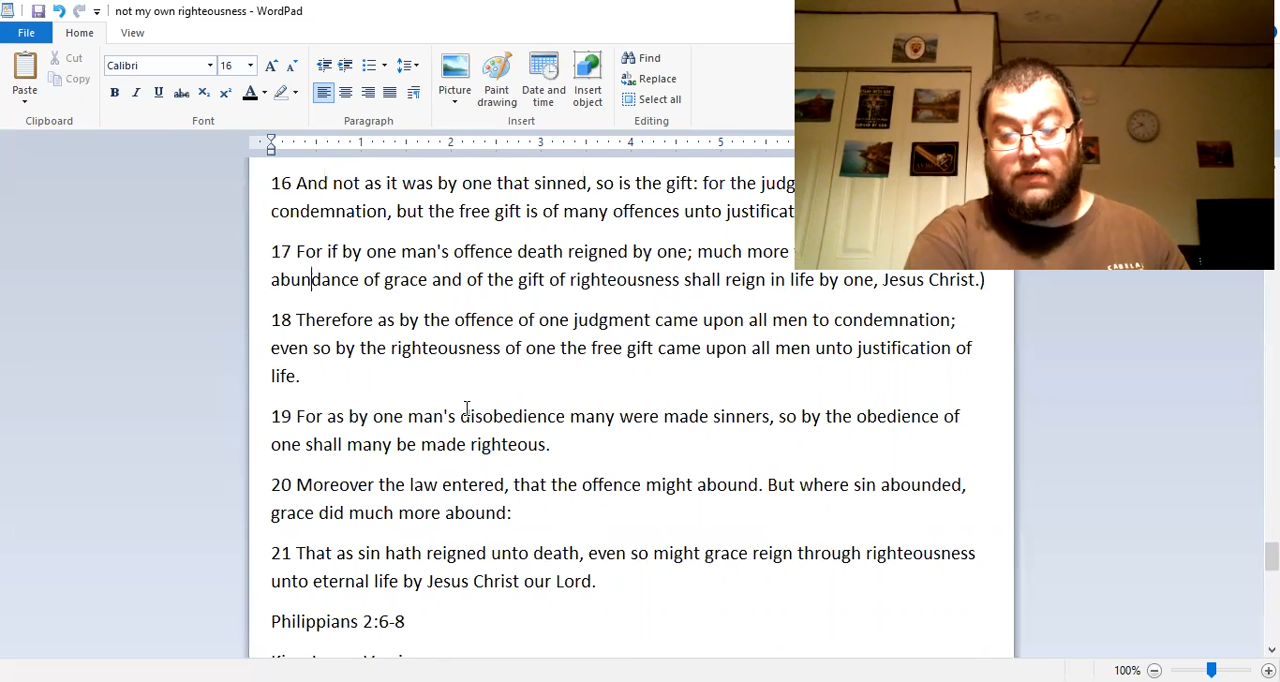 not my own righteousness - WordPad
File
Home
View
Paste
Cut
Copy
Clipboard
Calibri
16
B I U abc X₂ X² A
Font
Paragraph
Picture
Paint drawing
Date and time
Insert object
Insert
Find
Replace
Select all
Editing
1 2 3 4 5
16 And not as it was by one that sinned, so is the gift: for the
condemnation, but the free gift is of many offences unto
17 For if by one man's offence death reigned by one; much more
abundance of grace and of the gift of righteousness shall reign in life by one, Jesus Christ.)
18 Therefore as by the offence of one judgment came upon all men to condemnation;
even so by the righteousness of one the free gift came upon all men unto justification of
life.
19 For as by one man's disobedience many were made sinners, so by the obedience of
one shall many be made righteous.
20 Moreover the law entered, that the offence might abound. But where sin abounded,
grace did much more abound:
21 That as sin hath reigned unto death, even so might grace reign through righteousness
unto eternal life by Jesus Christ our Lord.
Philippians 2:6-8
CABELA
100%